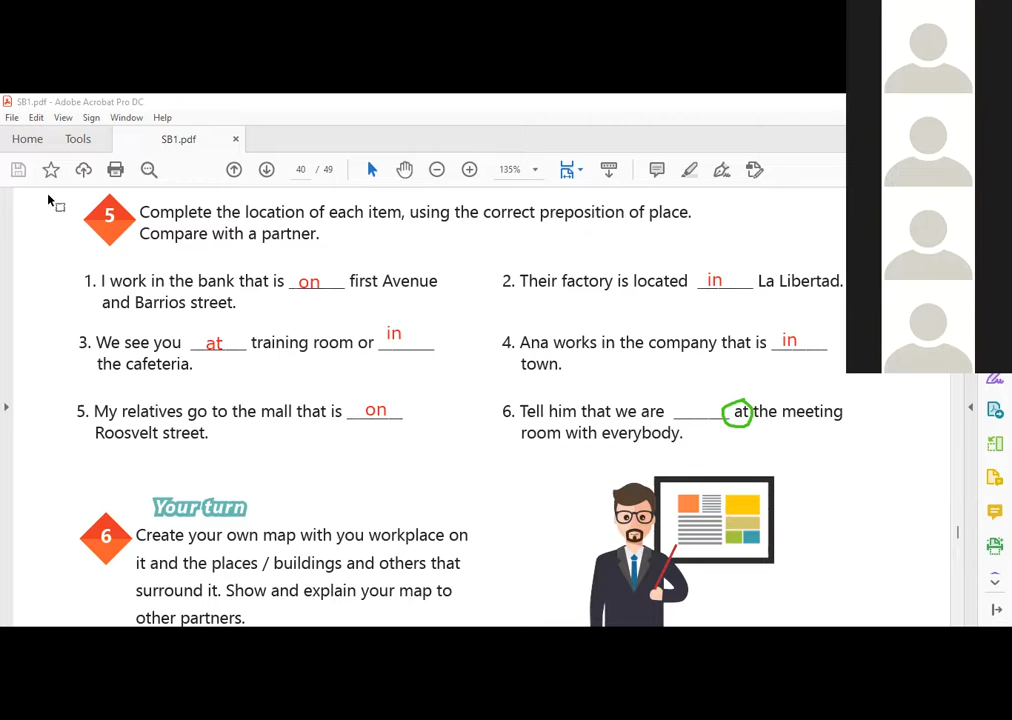 SB1.pdf - Adobe Acrobat Pro DC
File Edit View Sign Window Help
Home Tools SB1.pdf ×
40 / 49 135%
5 Complete the location of each item, using the correct preposition of place.
Compare with a partner.
1. I work in the bank that is on first Avenue
and Barrios street.
2. Their factory is located in La Libertad.
3. We see you at training room or in
the cafeteria.
4. Ana works in the company that is in
town.
5. My relatives go to the mall that is on
Roosvelt street.
6. Tell him that we are ______ at the meeting
room with everybody.
Your turn
6 Create your own map with you workplace on
it and the places / buildings and others that
surround it. Show and explain your map to
other partners.